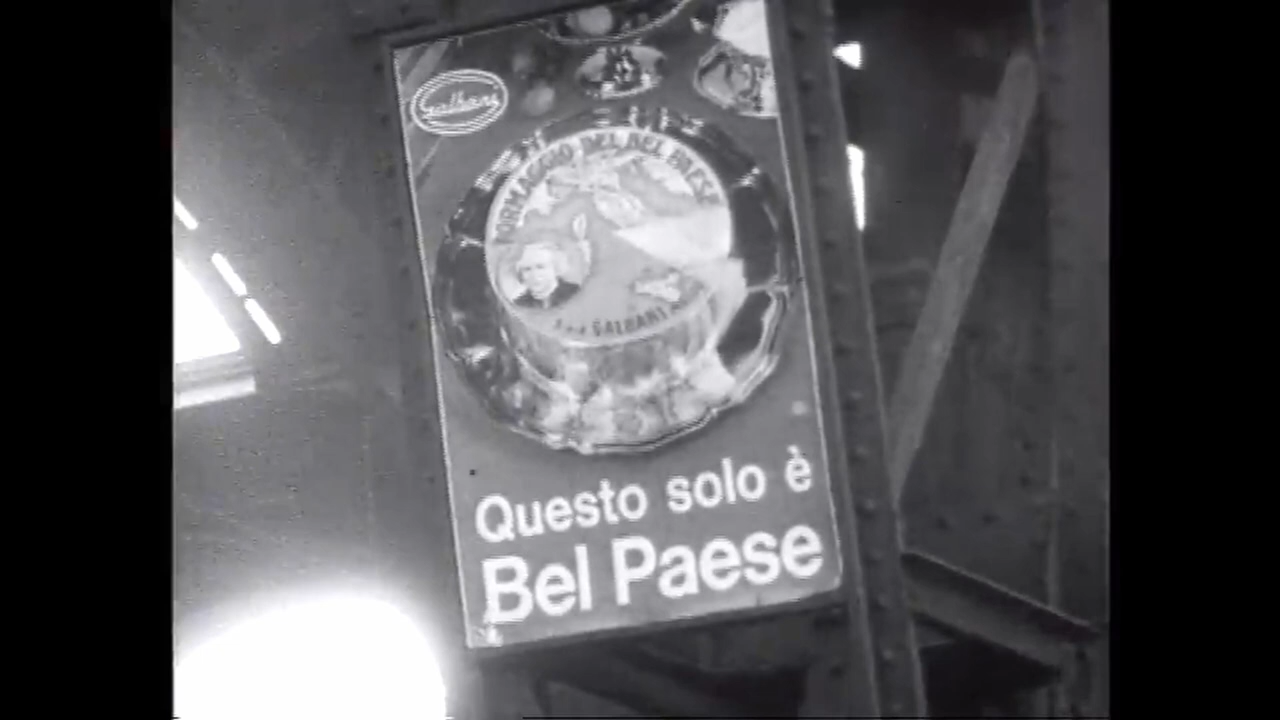 Galbani
FORMAGGIO DEL BEL PAESE
GALBANI
Questo solo è
Bel Paese